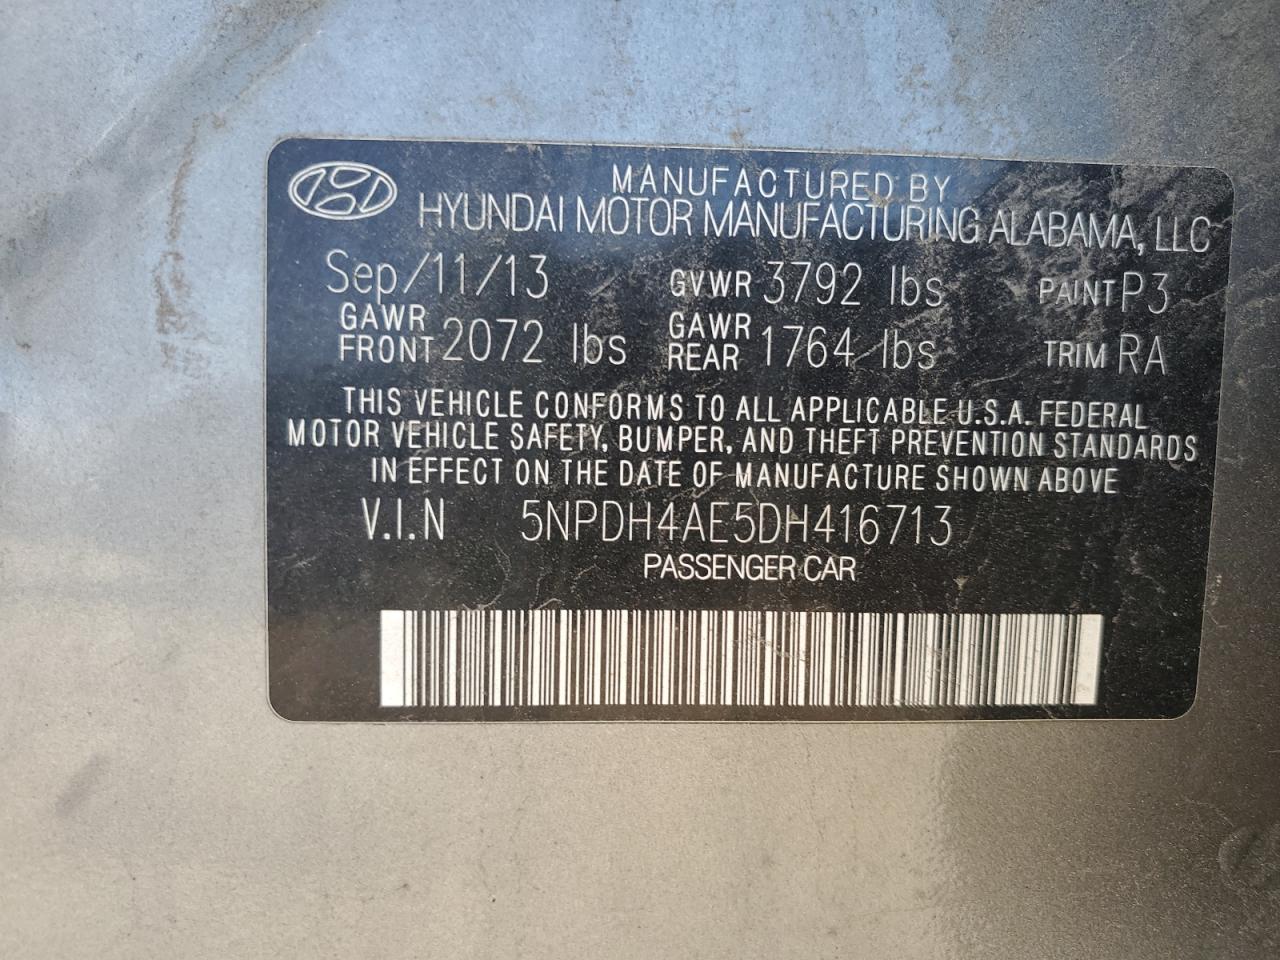 MANUFACTURED BY
HYUNDAI MOTOR MANUFACTURING ALABAMA, LLC
Sep/11/13 GVWR 3792 lbs PAINT P3
GAWR FRONT 2072 lbs GAWR REAR 1764 lbs TRIM RA
THIS VEHICLE CONFORMS TO ALL APPLICABLE U.S.A. FEDERAL
MOTOR VEHICLE SAFETY, BUMPER, AND THEFT PREVENTION STANDARDS
IN EFFECT ON THE DATE OF MANUFACTURE SHOWN ABOVE
V.I.N 5NPDH4AE5DH416713
PASSENGER CAR